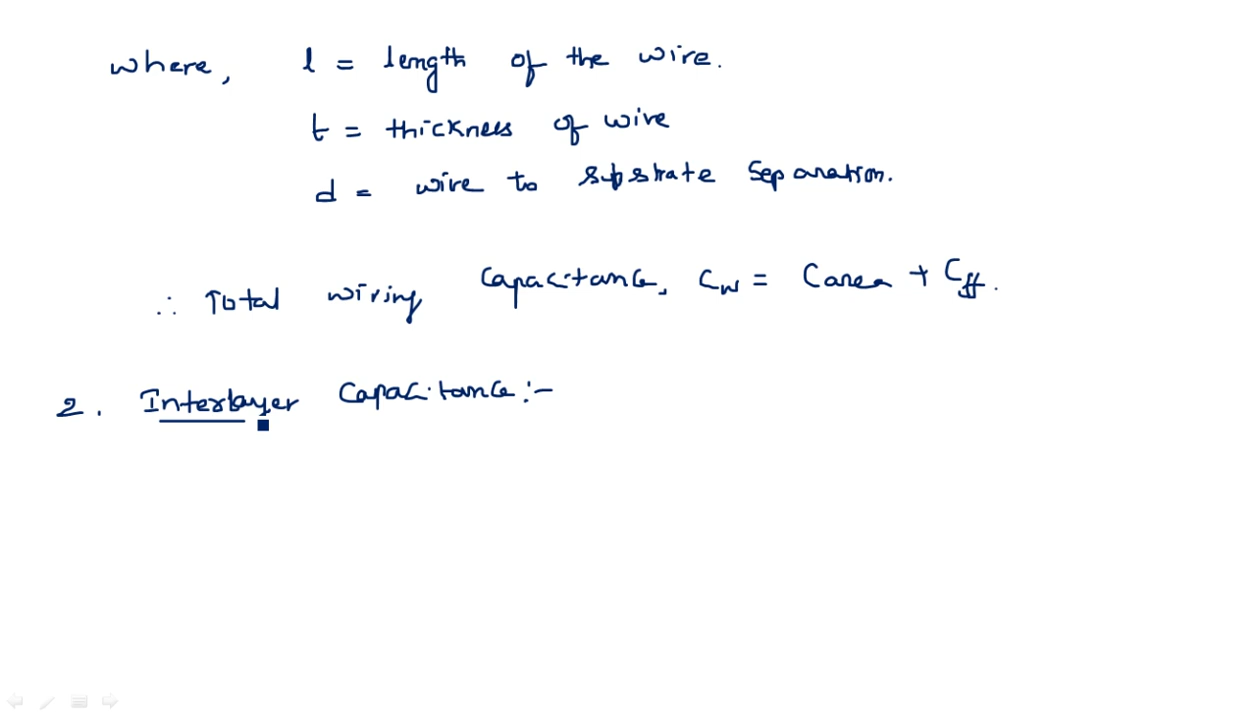 where, l = length of the wire.
t = thickness of wire
d = wire to substrate separation.
∴ Total wiring capacitance, Cw = Carea + Cff.
2. Interlayer Capacitance :-